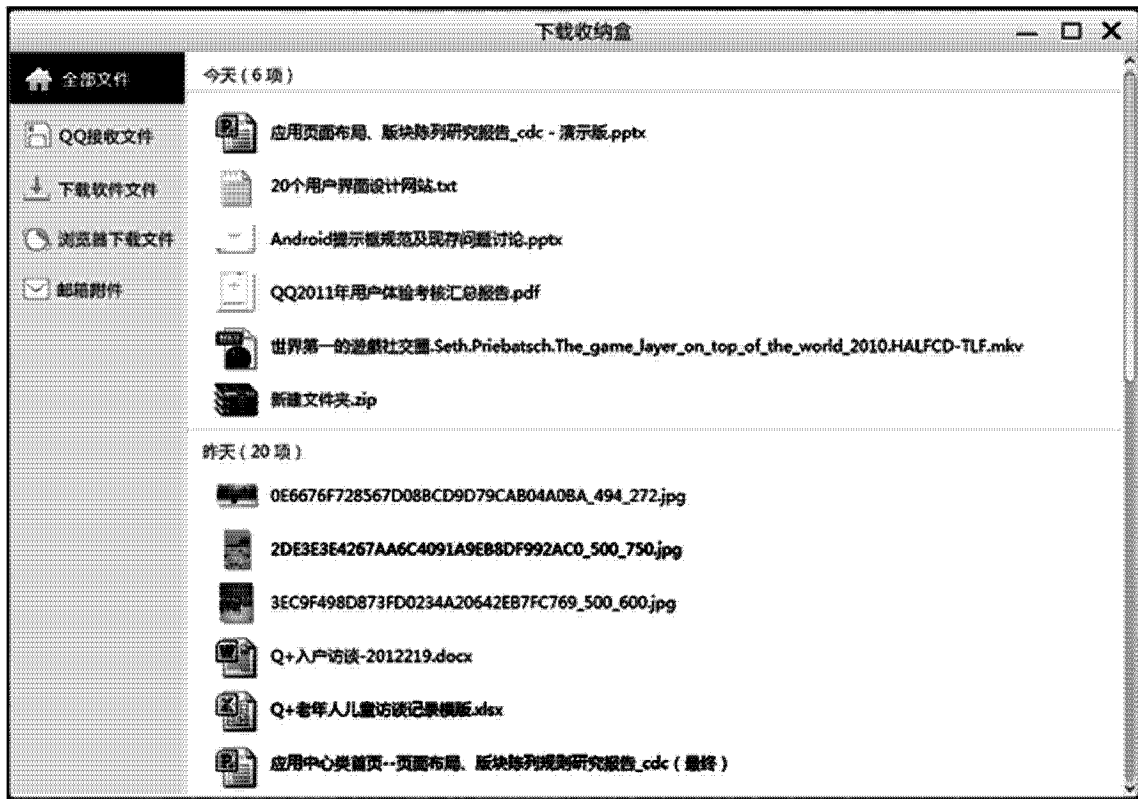 下载收纳盒
全部文件
QQ接收文件
下载软件文件
浏览器下载文件
邮箱附件
今天(6项)
应用页面布局、版块陈列研究报告_cdc - 演示版.pptx
20个用户界面设计网站.txt
Android提示框规范及现存问题讨论.pptx
QQ2011年用户体验考核汇总报告.pdf
世界第一的游戲社交圈.Seth.Priebatsch.The_game_layer_on_top_of_the_world_2010.HALFCD-TLF.mkv
新建文件夹.zip
昨天(20 项)
0E6676F728567D08BCD9D79CAB04A0BA_494_272.jpg
2DE3E3E4267AA6C4091A9EB8DF992AC0_500_750.jpg
3EC9F498D873FD0234A20642EB7FC769_500_600.jpg
Q+入户访谈-2012219.docx
Q+老年人儿童访谈记录模版.xlsx
应用中心类首页--页面布局、版块陈列规则研究报告_cdc(最终)